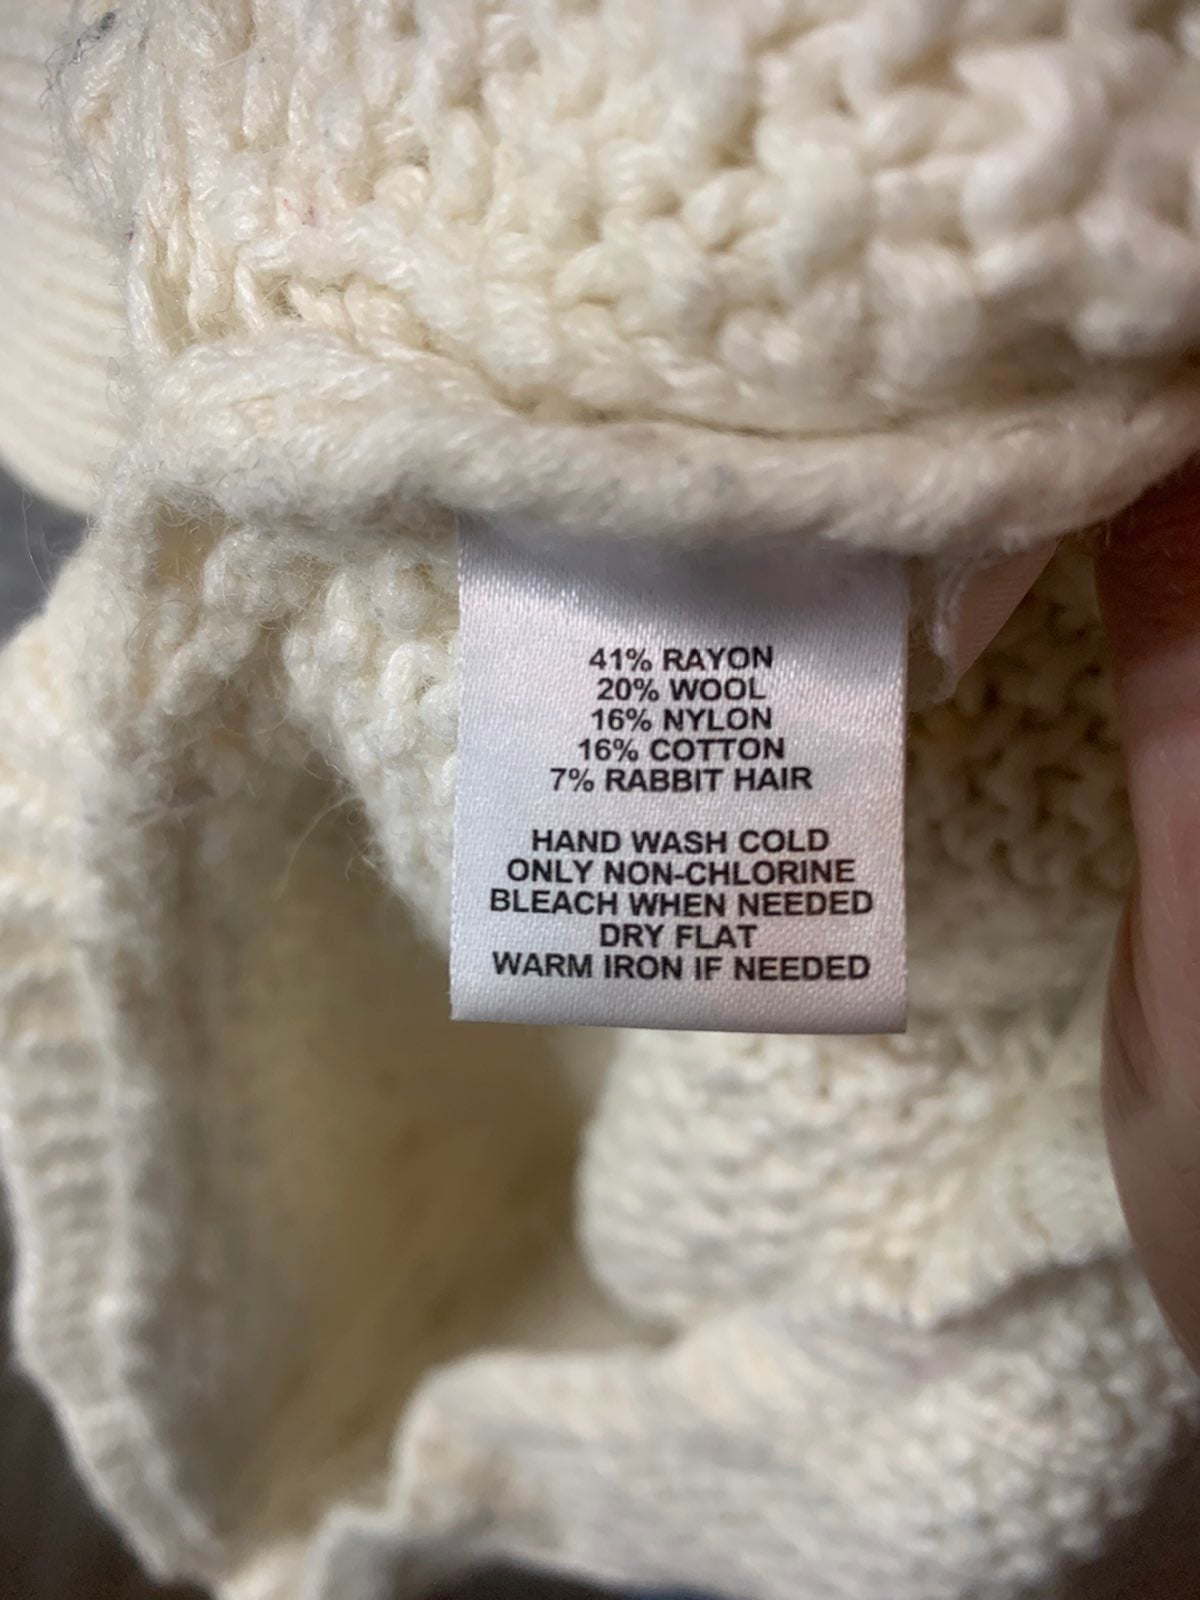 41% RAYON
20% WOOL
16% NYLON
16% COTTON
7% RABBIT HAIR
HAND WASH COLD
ONLY NON-CHLORINE
BLEACH WHEN NEEDED
DRY FLAT
WARM IRON IF NEEDED